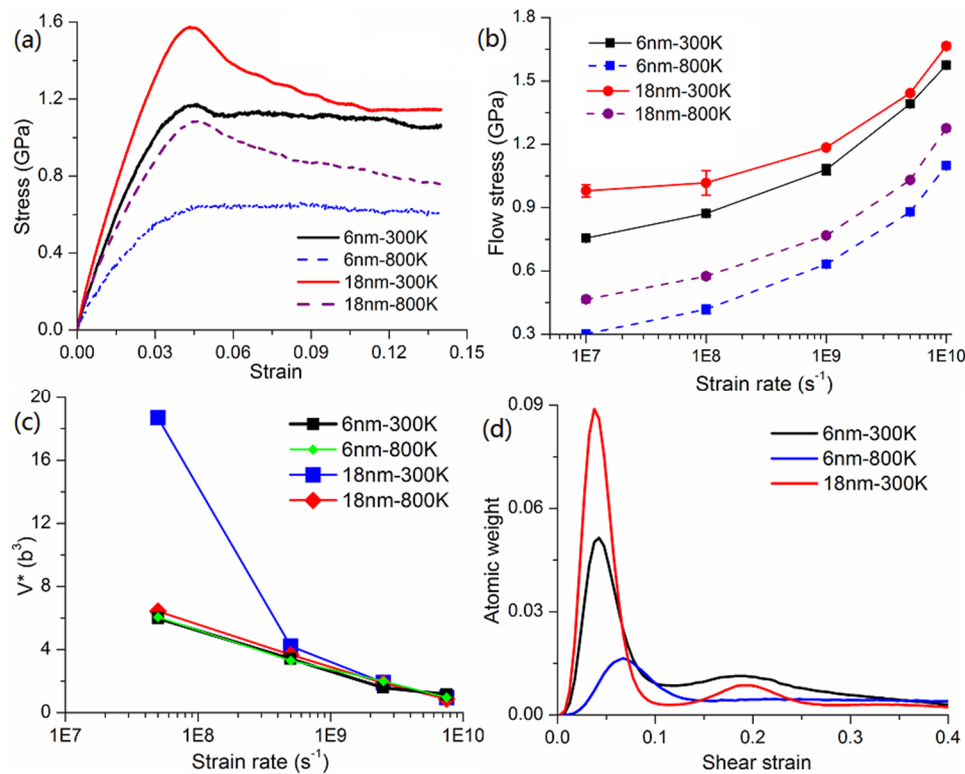 (a)
1.6
1.2
0.8
0.4
0.0
Stress (GPa)
6nm-300K
6nm-800K
18nm-300K
18nm-800K
0.00
0.03
0.06
0.09
0.12
0.15
Strain
(b)
1.8
1.5
1.2
0.9
0.6
0.3
Flow stress (GPa)
6nm-300K
6nm-800K
18nm-300K
18nm-800K
1E7
1E8
1E9
1E10
Strain rate (s⁻¹)
(c)
20
16
12
8
4
0
V* (b³)
6nm-300K
6nm-800K
18nm-300K
18nm-800K
1E7
1E8
1E9
1E10
Strain rate (s⁻¹)
(d)
0.09
0.06
0.03
0.00
Atomic weight
6nm-300K
6nm-800K
18nm-300K
0.0
0.1
0.2
0.3
0.4
Shear strain